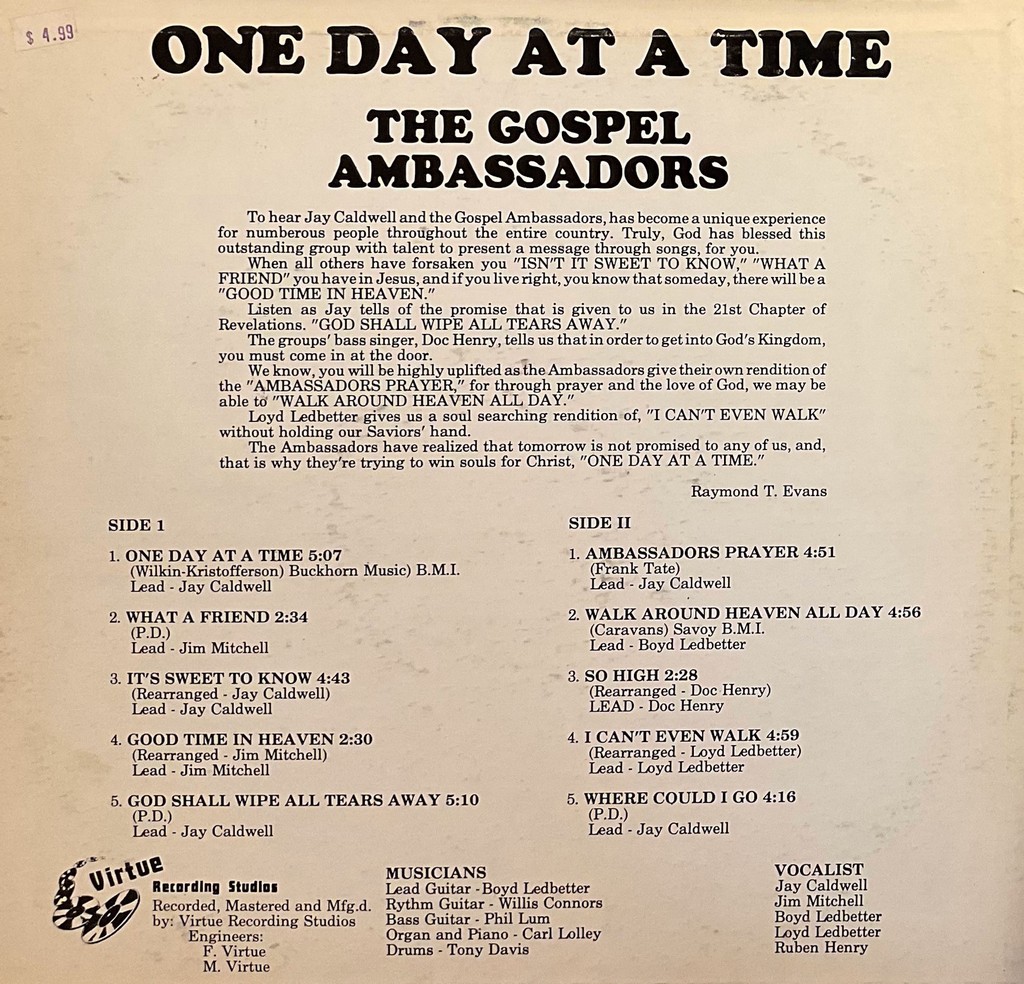 $ 4.99
ONE DAY AT A TIME
THE GOSPEL
AMBASSADORS
To hear Jay Caldwell and the Gospel Ambassadors, has become a unique experience
for numberous people throughout the entire country. Truly, God has blessed this
outstanding group with talent to present a message through songs, for you.
When all others have forsaken you "ISN'T IT SWEET TO KNOW," "WHAT A
FRIEND" you have in Jesus, and if you live right, you know that someday, there will be a
"GOOD TIME IN HEAVEN."
Listen as Jay tells of the promise that is given to us in the 21st Chapter of
Revelations. "GOD SHALL WIPE ALL TEARS AWAY."
The groups' bass singer, Doc Henry, tells us that in order to get into God's Kingdom,
you must come in at the door.
We know, you will be highly uplifted as the Ambassadors give their own rendition of
the "AMBASSADORS PRAYER," for through prayer and the love of God, we may be
able to "WALK AROUND HEAVEN ALL DAY."
Loyd Ledbetter gives us a soul searching rendition of, "I CAN'T EVEN WALK"
without holding our Saviors' hand.
The Ambassadors have realized that tomorrow is not promised to any of us, and,
that is why they're trying to win souls for Christ, "ONE DAY AT A TIME."
Raymond T. Evans
SIDE 1
1. ONE DAY AT A TIME 5:07
(Wilkin-Kristofferson) Buckhorn Music) B.M.I.
Lead - Jay Caldwell
2. WHAT A FRIEND 2:34
(P.D.)
Lead - Jim Mitchell
3. IT'S SWEET TO KNOW 4:43
(Rearranged - Jay Caldwell)
Lead - Jay Caldwell
4. GOOD TIME IN HEAVEN 2:30
(Rearranged - Jim Mitchell)
Lead - Jim Mitchell
5. GOD SHALL WIPE ALL TEARS AWAY 5:10
(P.D.)
Lead - Jay Caldwell
SIDE II
1. AMBASSADORS PRAYER 4:51
(Frank Tate)
Lead - Jay Caldwell
2. WALK AROUND HEAVEN ALL DAY 4:56
(Caravans) Savoy B.M.I.
Lead - Boyd Ledbetter
3. SO HIGH 2:28
(Rearranged - Doc Henry)
LEAD - Doc Henry
4. I CAN'T EVEN WALK 4:59
(Rearranged - Loyd Ledbetter)
Lead - Loyd Ledbetter
5. WHERE COULD I GO 4:16
(P.D.)
Lead - Jay Caldwell
Virtue
Recording Studios
Recorded, Mastered and Mfg.d.
by: Virtue Recording Studios
Engineers:
F. Virtue
M. Virtue
MUSICIANS
Lead Guitar - Boyd Ledbetter
Rythm Guitar - Willis Connors
Bass Guitar - Phil Lum
Organ and Piano - Carl Lolley
Drums - Tony Davis
VOCALIST
Jay Caldwell
Jim Mitchell
Boyd Ledbetter
Loyd Ledbetter
Ruben Henry